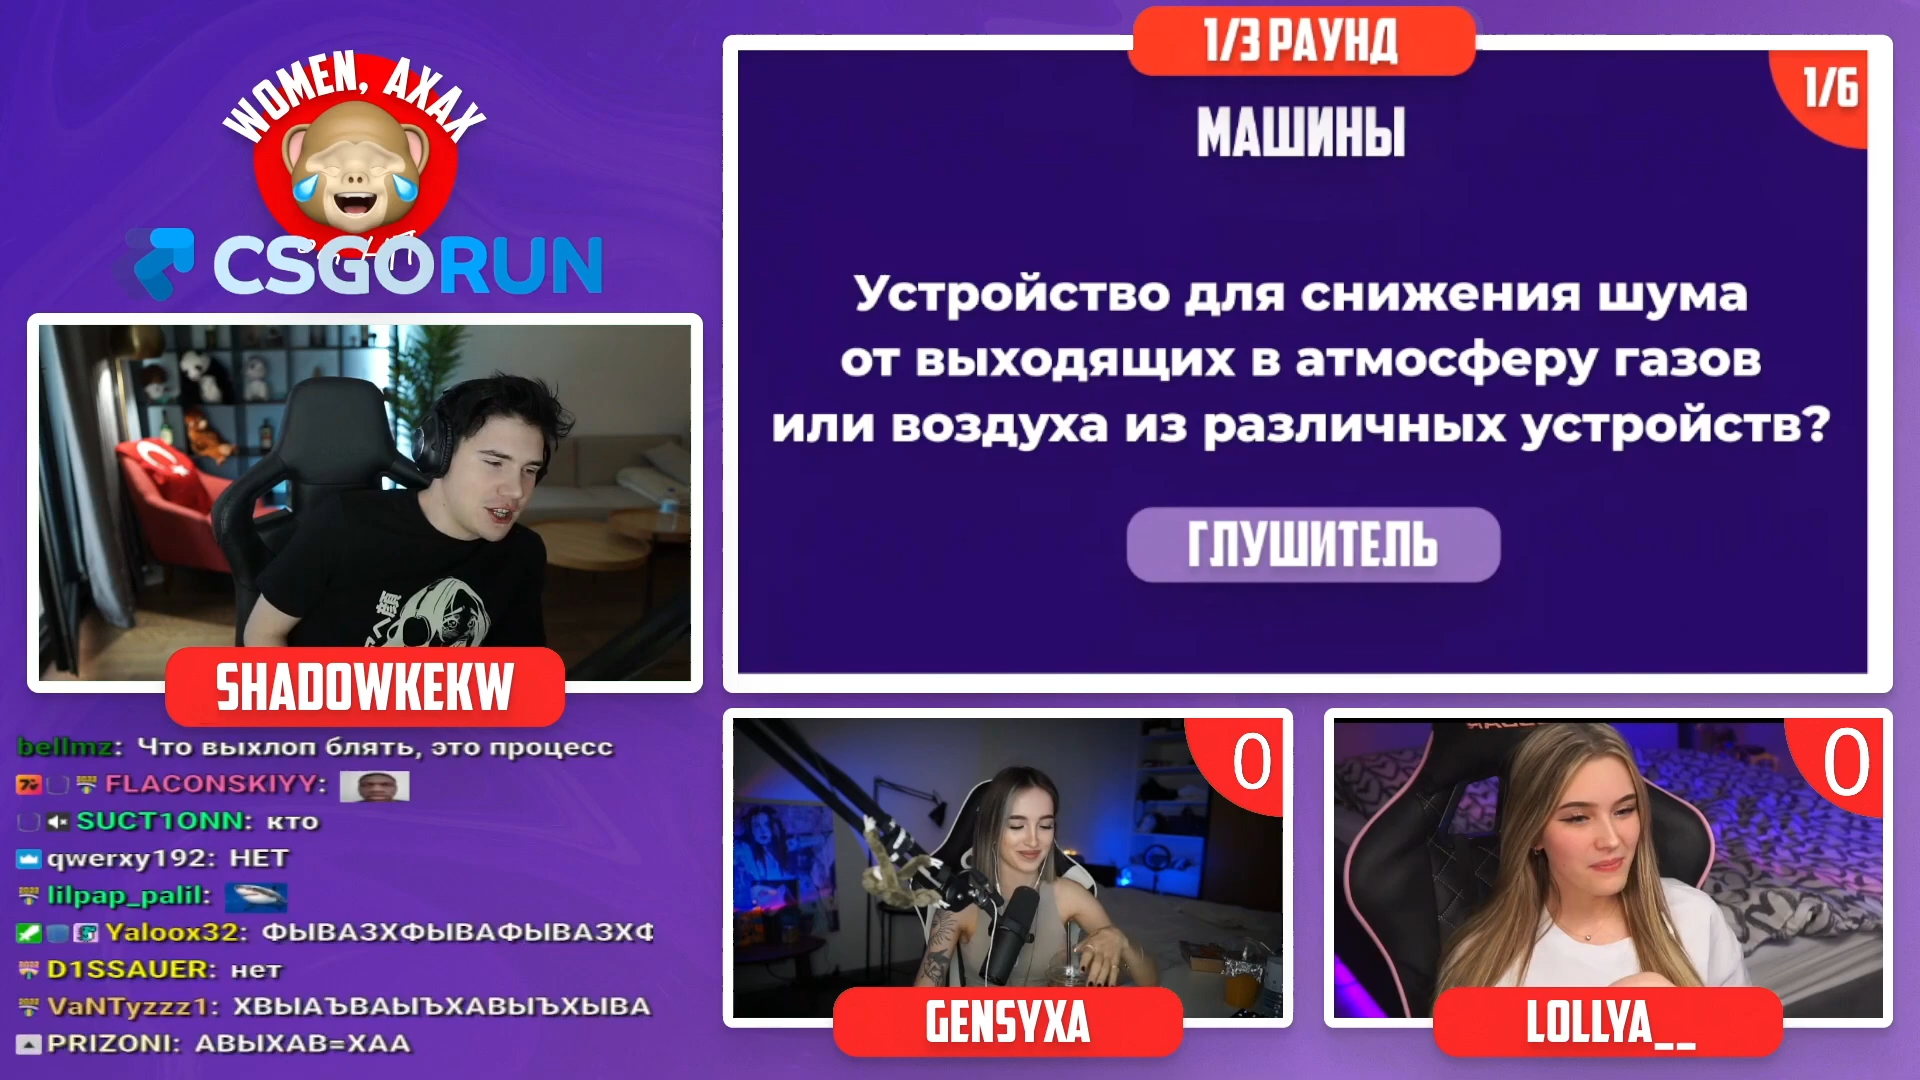 WOMEN, AXAX
CSGORUN
SHADOWKEKW
bellmz: Что выхлоп блять, это процесс
FLACONSKIYY:
SUCT1ONN: кто
qwerxy192: НЕТ
lilpap_palil:
Yaloox32: ФЫВАЗХФЫВАФЫВАЗХФ
D1SSAUER: нет
VaNTyzzz1: ХВЫАЪВАЫЪХАВЫЪХЫВА
PRIZONI: АВЫХАВ=ХАА
1/3 РАУНД
1/6
МАШИНЫ
Устройство для снижения шума
от выходящих в атмосферу газов
или воздуха из различных устройств?
ГЛУШИТЕЛЬ
0
GENSYXA
0
LOLLYA__